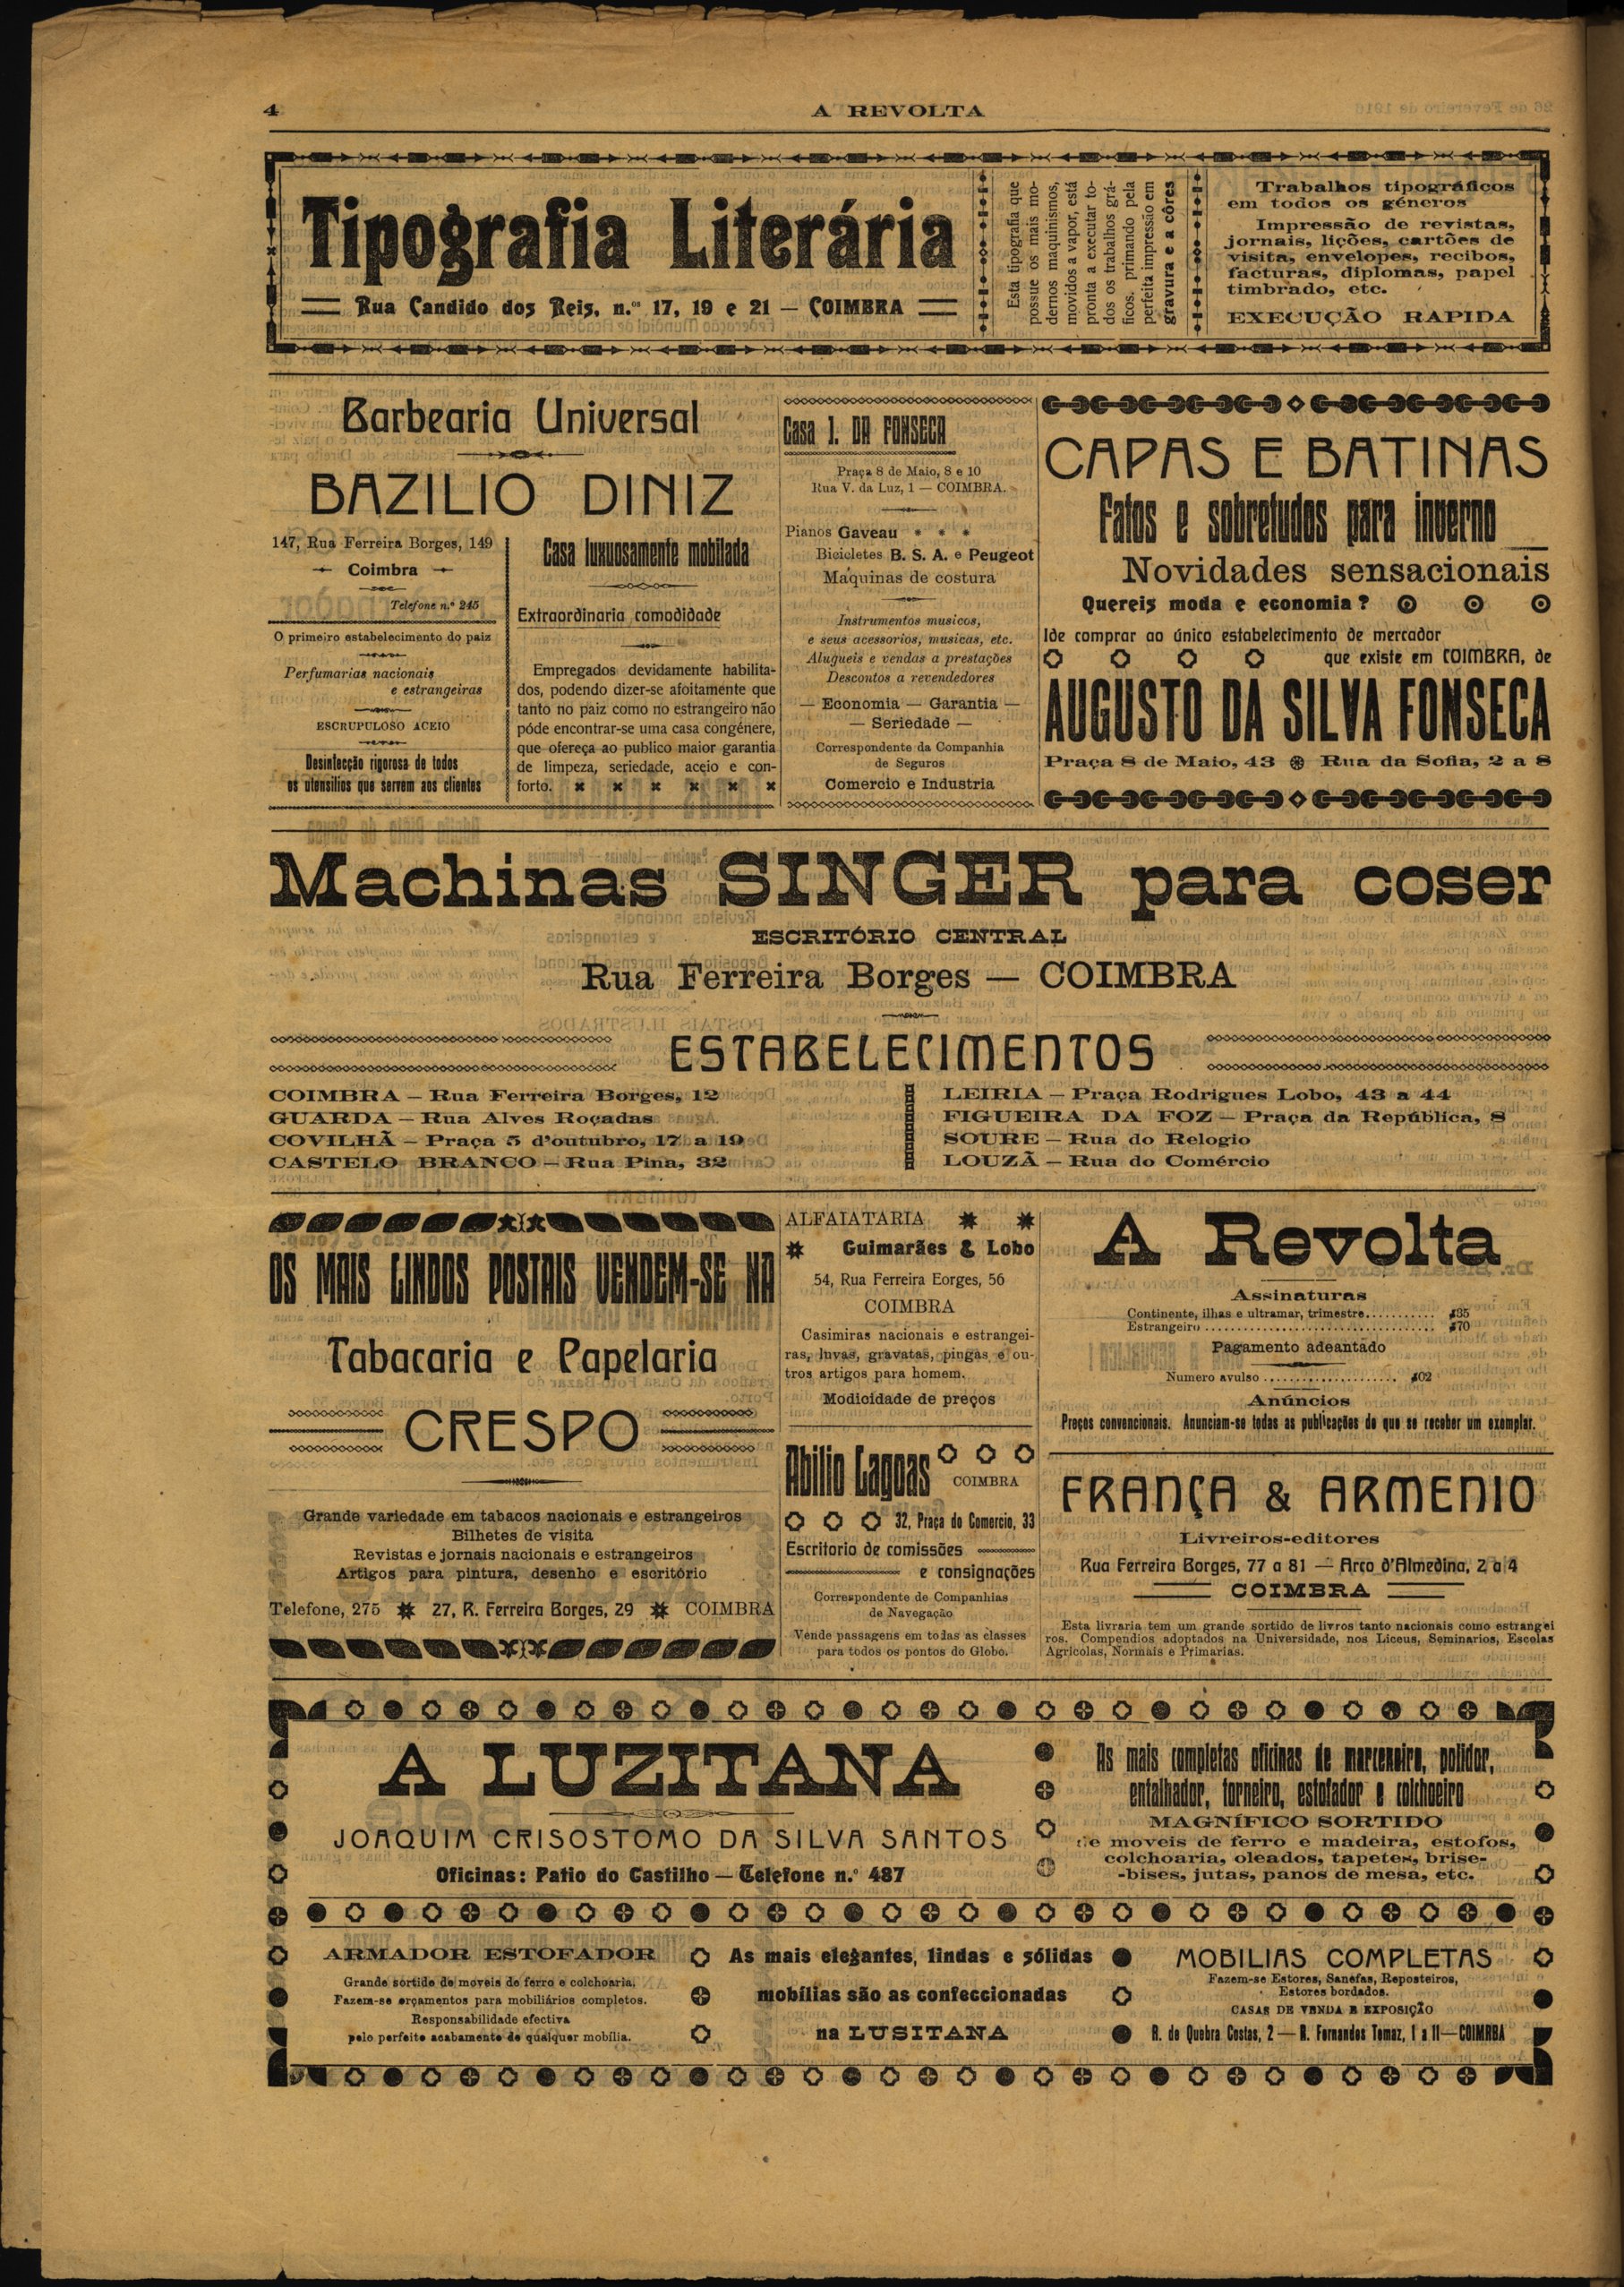 4
A REVOLTA
Tipografia Literária
Rua Candido dos Reis, n.os 17, 19 e 21 — COIMBRA
Esta tipografia que
possue os mais mo-
dernos maquinismos,
movidos a vapor, está
pronta a executar to-
dos os trabalhos grá-
ficos, primando pela
perfeita impressão em
gravura e a côres
Trabalhos tipográficos
em todos os géneros
Impressão de revistas,
jornais, lições, cartões de
visita, envelopes, recibos,
facturas, diplomas, papel
timbrado, etc.
EXECUÇÃO RAPIDA
Barbearia Universal
BAZILIO DINIZ
147, Rua Ferreira Borges, 149
Coimbra
Telefone n.º 245
O primeiro estabelecimento do paiz
Perfumarias nacionais
e estrangeiras
ESCRUPULOSO ACEIO
Desinfecção rigorosa de todos
os utensilios que servem aos clientes
Casa luxuosamente mobilada
Extraordinaria comodidade
Empregados devidamente habilita-
dos, podendo dizer-se afoitamente que
tanto no paiz como no estrangeiro não
póde encontrar-se uma casa congénere,
que ofereça ao publico maior garantia
de limpeza, seriedade, aceio e con-
forto.
Casa J. DA FONSECA
Praça 8 de Maio, 8 e 10
Rua V. da Luz, 1 — COIMBRA.
Pianos Gaveau
Bicicletes B. S. A. e Peugeot
Maquinas de costura
Instrumentos musicos,
e seus acessorios, musicas, etc.
Alugueis e vendas a prestações
Descontos a revendedores
— Economia — Garantia —
— Seriedade —
Correspondente da Companhia
de Seguros
Comercio e Industria
CAPAS E BATINAS
Fatos e sobretudos para inverno
Novidades sensacionais
Quereis moda e economia?
Ide comprar ao único estabelecimento de mercador
que existe em COIMBRA, de
AUGUSTO DA SILVA FONSECA
Praça 8 de Maio, 43 Rua da Sofia, 2 a 8
Machinas SINGER para coser
ESCRITÓRIO CENTRAL
Rua Ferreira Borges — COIMBRA
ESTABELECIMENTOS
COIMBRA — Rua Ferreira Borges, 12
GUARDA — Rua Alves Roçadas
COVILHÃ — Praça 5 d'outubro, 17 a 19
CASTELO BRANCO — Rua Pina, 32
LEIRIA — Praça Rodrigues Lobo, 43 a 44
FIGUEIRA DA FOZ — Praça da República, 8
SOURE — Rua do Relogio
LOUZÃ — Rua do Comércio
OS MAIS LINDOS POSTAIS VENDEM-SE NA
Tabacaria e Papelaria
CRESPO
Grande variedade em tabacos nacionais e estrangeiros
Bilhetes de visita
Revistas e jornais nacionais e estrangeiros
Artigos para pintura, desenho e escritório
Telefone, 275 27, R. Ferreira Borges, 29 COIMBRA
ALFAIATARIA
Guimarães & Lobo
54, Rua Ferreira Eorges, 56
COIMBRA
Casimiras nacionais e estrangei-
ras, luvas, gravatas, pingas e ou-
tros artigos para homem.
Modicidade de preços
Abilio Lagoas
COIMBRA
32, Praça do Comercio, 33
Escritorio de comissões
e consignações
Correspondente de Companhias
de Navegação
Vende passagens em todas as classes
para todos os pontos do Globo.
A Revolta
Assinaturas
Continente, ilhas e ultramar, trimestre.......... $35
Estrangeiro .................................... $70
Pagamento adeantado
Numero avulso ..................... $02
Anúncios
Preços convencionais. Anunciam-se todas as publicações de que se receber um exemplar.
FRANÇA & ARMENIO
Livreiros-editores
Rua Ferreira Borges, 77 a 81 — Arco d'Almedina, 2 a 4
COIMBRA
Esta livraria tem um grande sortido de livros tanto nacionais como estrangei
ros. Compendios adoptados na Universidade, nos Liceus, Seminarios, Escolas
Agricolas, Normais e Primarias.
A LUZITANA
JOAQUIM CRISOSTOMO DA SILVA SANTOS
Oficinas: Patio do Castilho — Telefone n.º 487
As mais completas oficinas de marceneiro, polidor,
entalhador, torneiro, estofador e colchoeiro
MAGNÍFICO SORTIDO
de moveis de ferro e madeira, estofos,
colchoaria, oleados, tapetes, brise-
-bises, jutas, panos de mesa, etc.
ARMADOR ESTOFADOR
Grande sortido de moveis de ferro e colchoaria.
Fazem-se orçamentos para mobiliários completos.
Responsabilidade efectiva
pelo perfeito acabamento de qualquer mobília.
As mais elegantes, lindas e sólidas
mobílias são as confeccionadas
na LUSITANA
MOBILIAS COMPLETAS
Fazem-se Estores, Sanefas, Reposteiros,
Estores bordados.
CASAS DE VENDA E EXPOSIÇÃO
R. de Quebra Costas, 2 — R. Fernandes Tomaz, 1 a 11 — COIMBRA